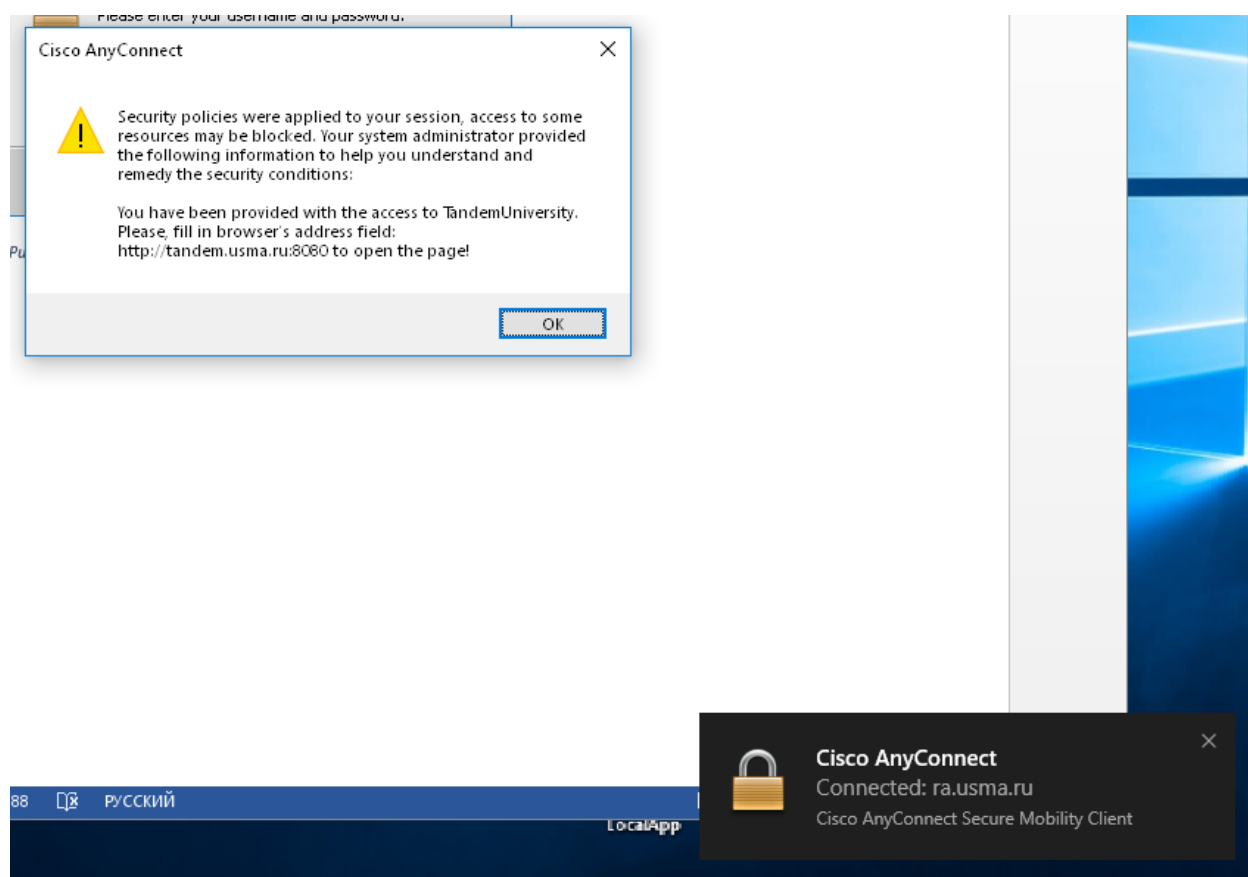 Please enter your username and password.
Cisco AnyConnect
Security policies were applied to your session, access to some
resources may be blocked. Your system administrator provided
the following information to help you understand and
remedy the security conditions:
You have been provided with the access to TandemUniversity.
Please, fill in browser's address field:
http://tandem.usma.ru:8080 to open the page!
OK
Cisco AnyConnect
Connected: ra.usma.ru
Cisco AnyConnect Secure Mobility Client
88 РУССКИЙ
LocalApp